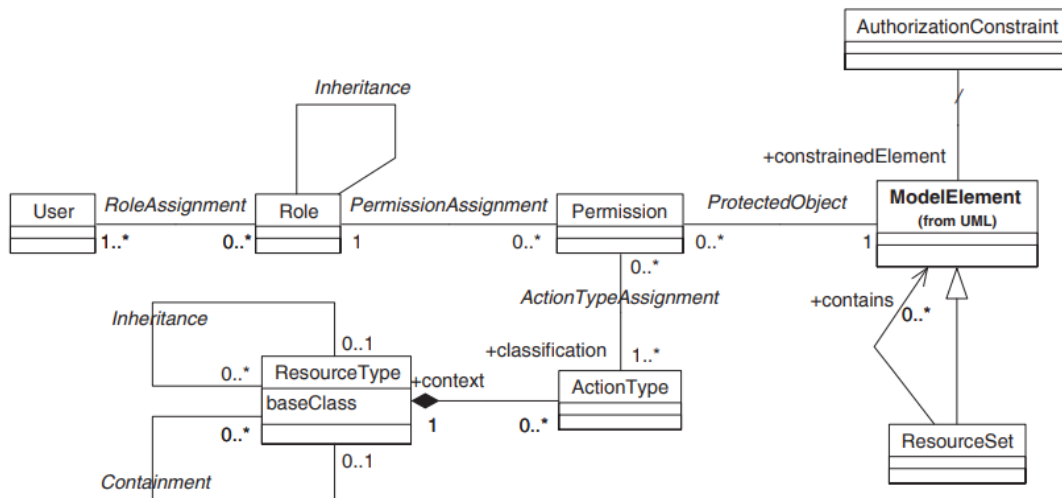 AuthorizationConstraint
Inheritance
+constrainedElement
User
RoleAssignment
Role
PermissionAssignment
Permission
ProtectedObject
ModelElement
(from UML)
1..*
0..*
1
0..*
0..*
1
0..*
ActionTypeAssignment
+contains
0..*
Inheritance
0..1
+classification
1..*
0..*
ResourceType
+context
ActionType
baseClass
0..*
1
0..*
ResourceSet
0..1
Containment